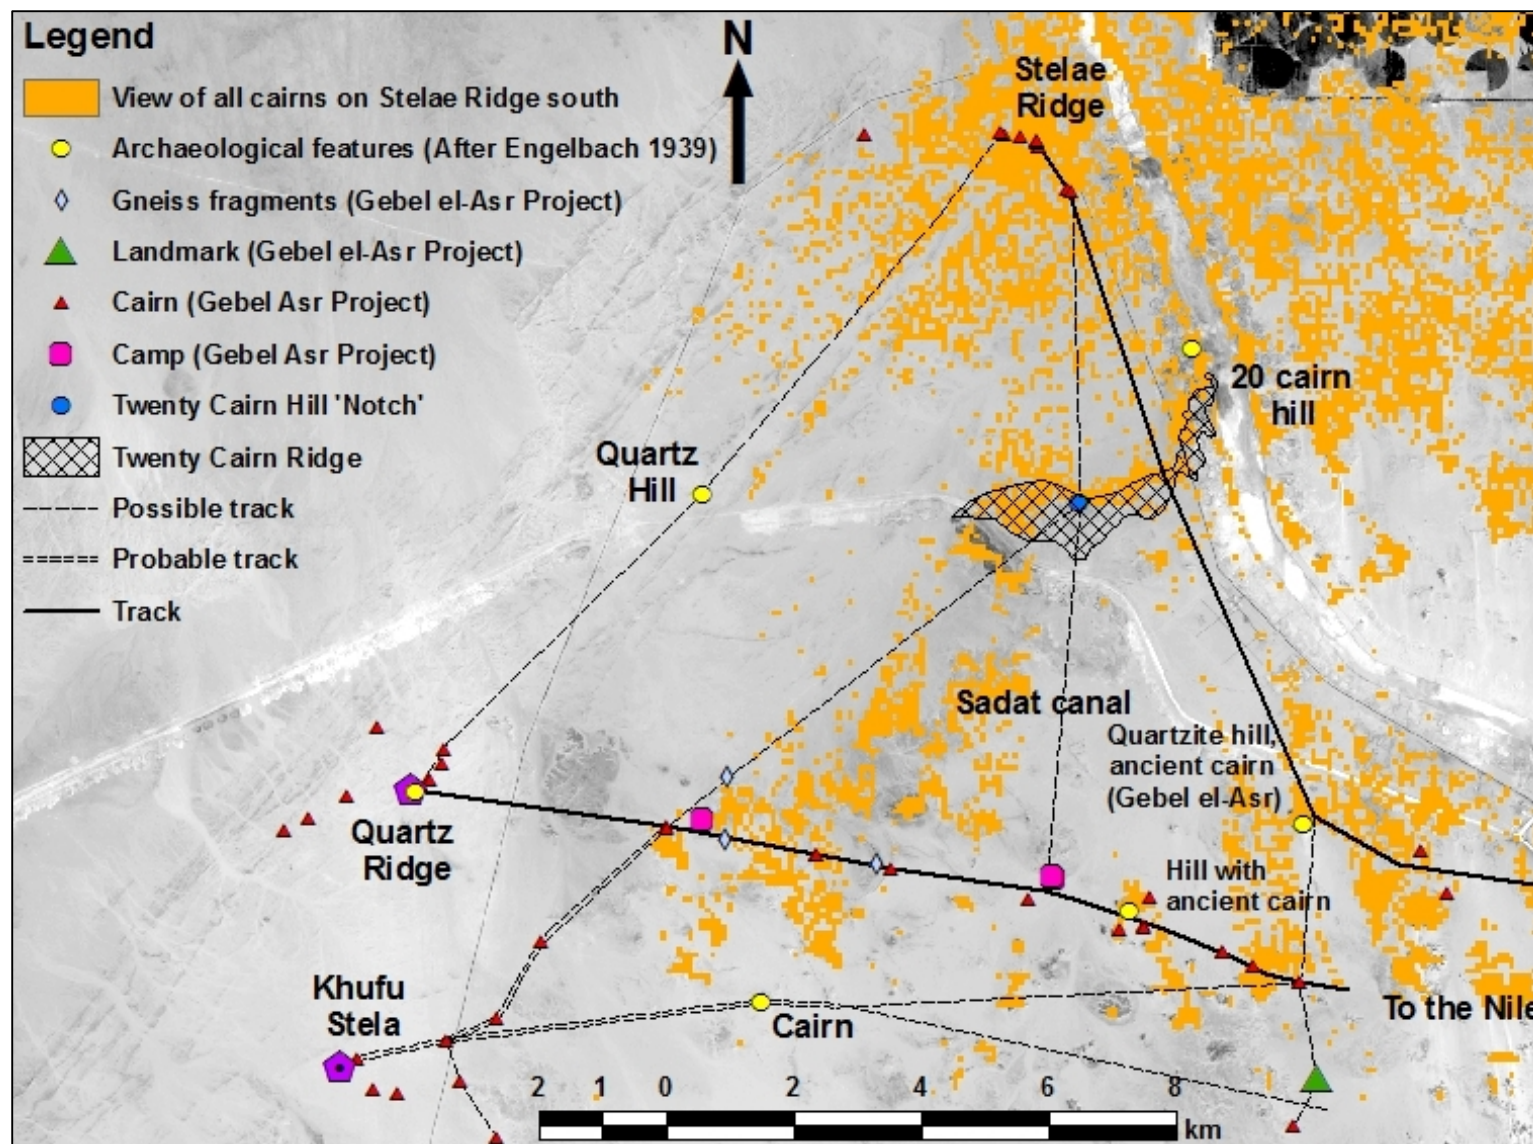 Legend
View of all cairns on Stelae Ridge south
Archaeological features (After Engelbach 1939)
Gneiss fragments (Gebel el-Asr Project)
Landmark (Gebel el-Asr Project)
Cairn (Gebel Asr Project)
Camp (Gebel Asr Project)
Twenty Cairn Hill 'Notch'
Twenty Cairn Ridge
Possible track
Probable track
Track
N
Stelae
Ridge
20 cairn
hill
Quartz
Hill
Sadat canal
Quartzite hill,
ancient cairn
(Gebel el-Asr)
Quartz
Ridge
Hill with
ancient cairn
Khufu
Stela
Cairn
To the Nile
2 1 0 2 4 6 8
km